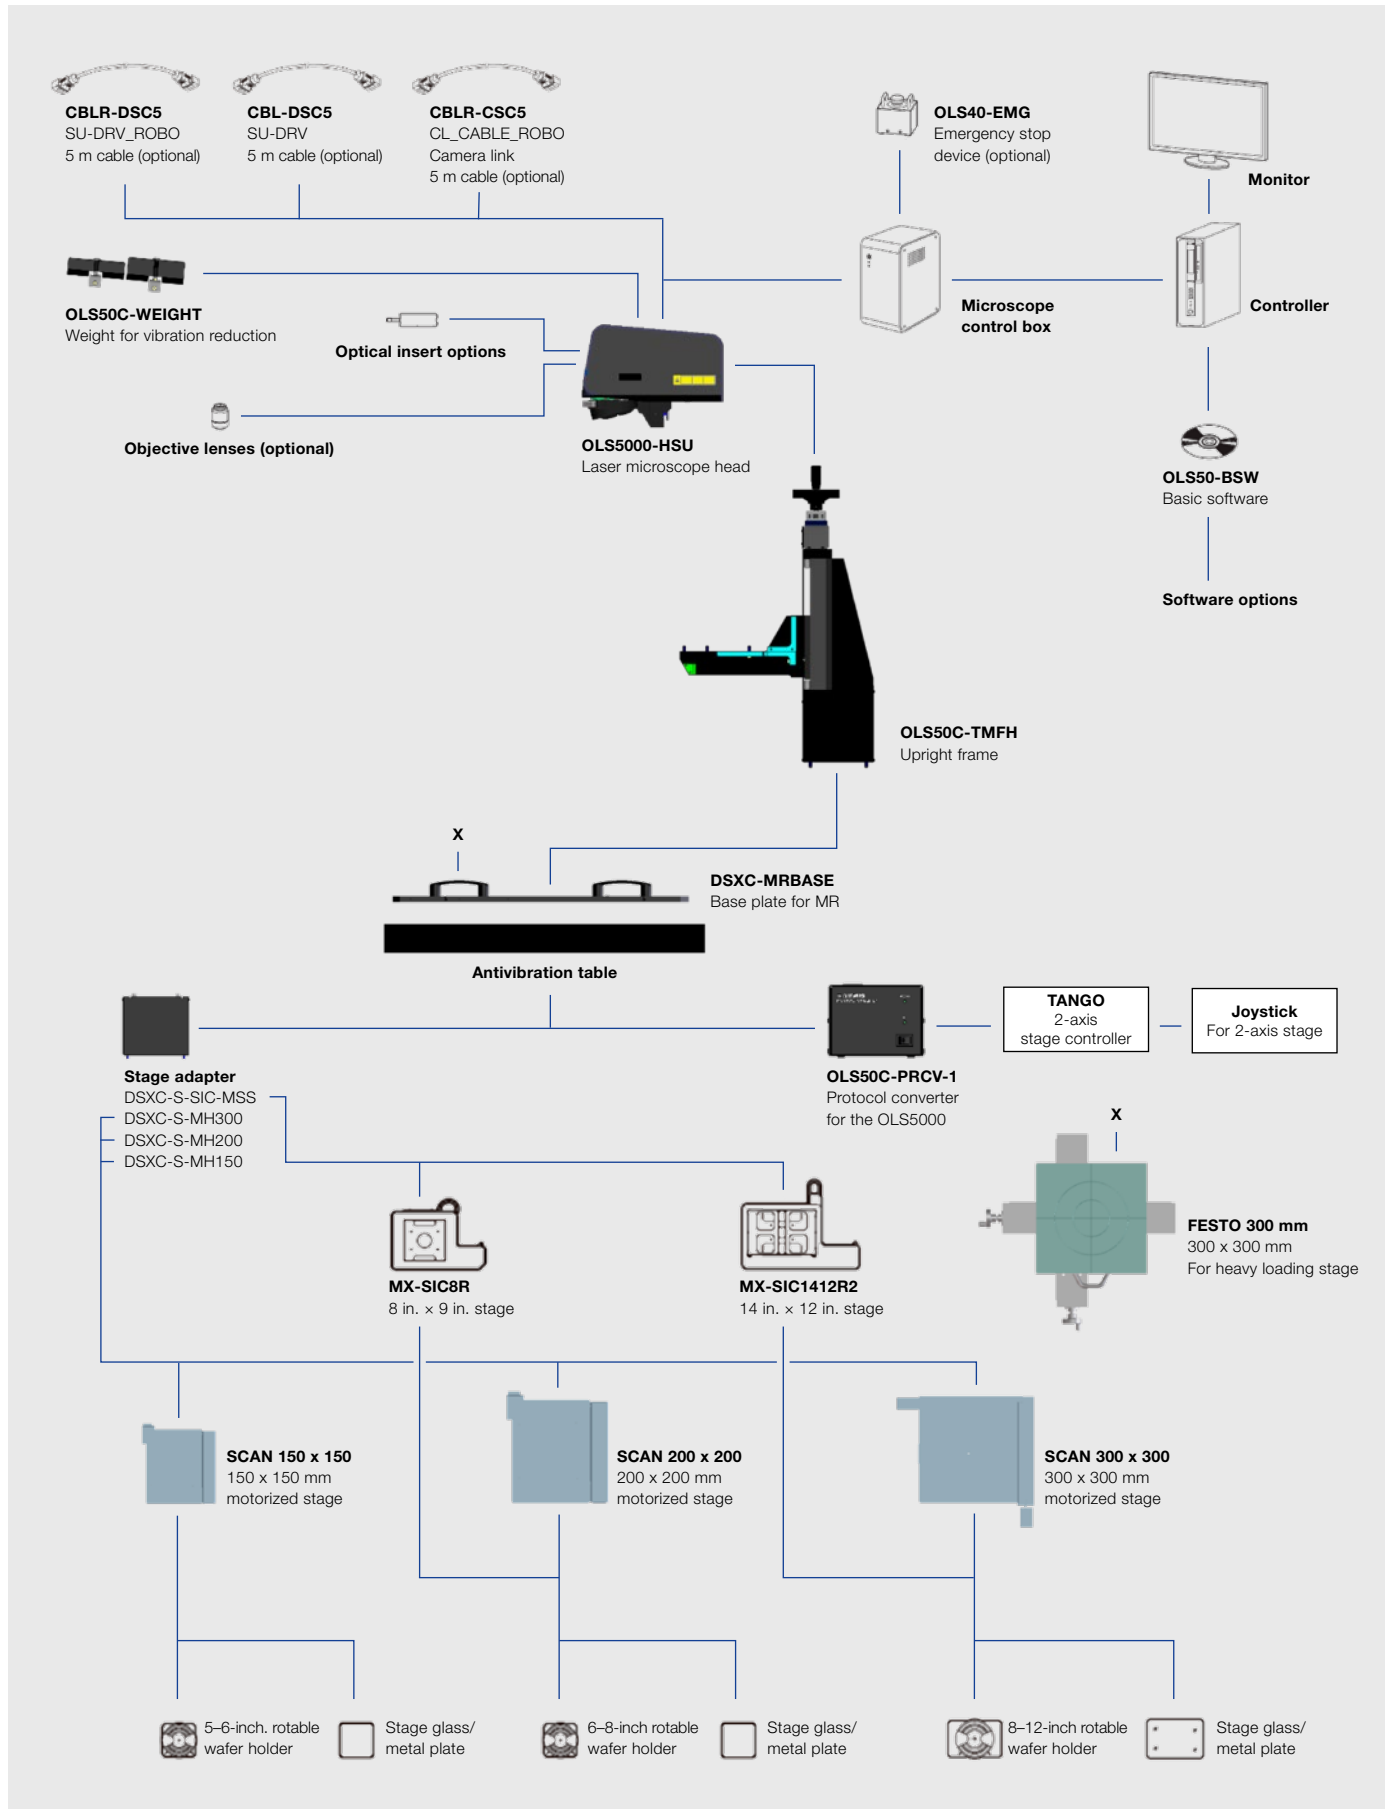 CBLR-DSC5
SU-DRV_ROBO
5 m cable (optional)
CBL-DSC5
SU-DRV
5 m cable (optional)
CBLR-CSC5
CL_CABLE_ROBO
Camera link
5 m cable (optional)
OLS40-EMG
Emergency stop
device (optional)
Monitor
OLS50C-WEIGHT
Weight for vibration reduction
Optical insert options
Microscope
control box
Controller
Objective lenses (optional)
OLS5000-HSU
Laser microscope head
OLS50-BSW
Basic software
Software options
OLS50C-TMFH
Upright frame
X
DSXC-MRBASE
Base plate for MR
Antivibration table
Stage adapter
DSXC-S-SIC-MSS
DSXC-S-MH300
DSXC-S-MH200
DSXC-S-MH150
OLS50C-PRCV-1
Protocol converter
for the OLS5000
TANGO
2-axis
stage controller
Joystick
For 2-axis stage
X
FESTO 300 mm
300 x 300 mm
For heavy loading stage
MX-SIC8R
8 in. × 9 in. stage
MX-SIC1412R2
14 in. × 12 in. stage
SCAN 150 x 150
150 x 150 mm
motorized stage
SCAN 200 x 200
200 x 200 mm
motorized stage
SCAN 300 x 300
300 x 300 mm
motorized stage
5–6-inch. rotable
wafer holder
Stage glass/
metal plate
6–8-inch rotable
wafer holder
Stage glass/
metal plate
8–12-inch rotable
wafer holder
Stage glass/
metal plate